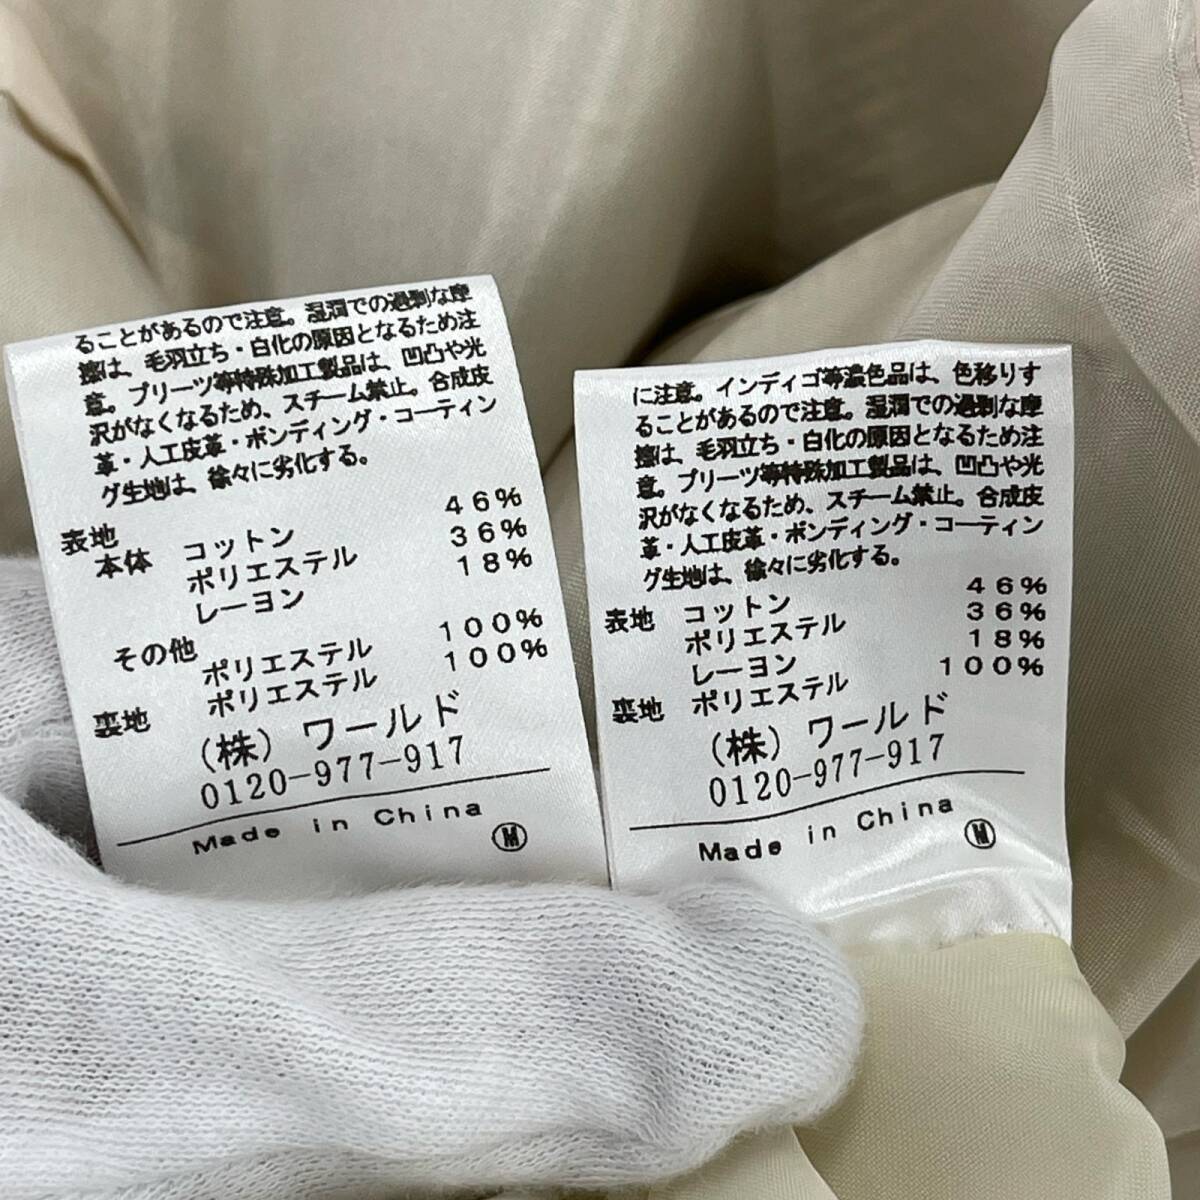 ることがあるので注意。湿潤での過剰な摩
擦は、毛羽立ち・白化の原因となるため注
意。プリーツ等特殊加工製品は、凹凸や光
沢がなくなるため、スチーム禁止。合成皮
革・人工皮革・ボンディング・コーティン
グ生地は、徐々に劣化する。
表地
本体 コットン 46%
ポリエステル 36%
レーヨン 18%
その他 ポリエステル 100%
裏地 ポリエステル 100%
(株) ワールド
0120-977-917
Made in China
M
に注意。インディゴ等濃色品は、色移りす
ることがあるので注意。湿潤での過剰な摩
擦は、毛羽立ち・白化の原因となるため注
意。プリーツ等特殊加工製品は、凹凸や光
沢がなくなるため、スチーム禁止。合成皮
革・人工皮革・ボンディング・コーティン
グ生地は、徐々に劣化する。
表地 コットン 46%
ポリエステル 36%
レーヨン 18%
裏地 ポリエステル 100%
(株) ワールド
0120-977-917
Made in China
M